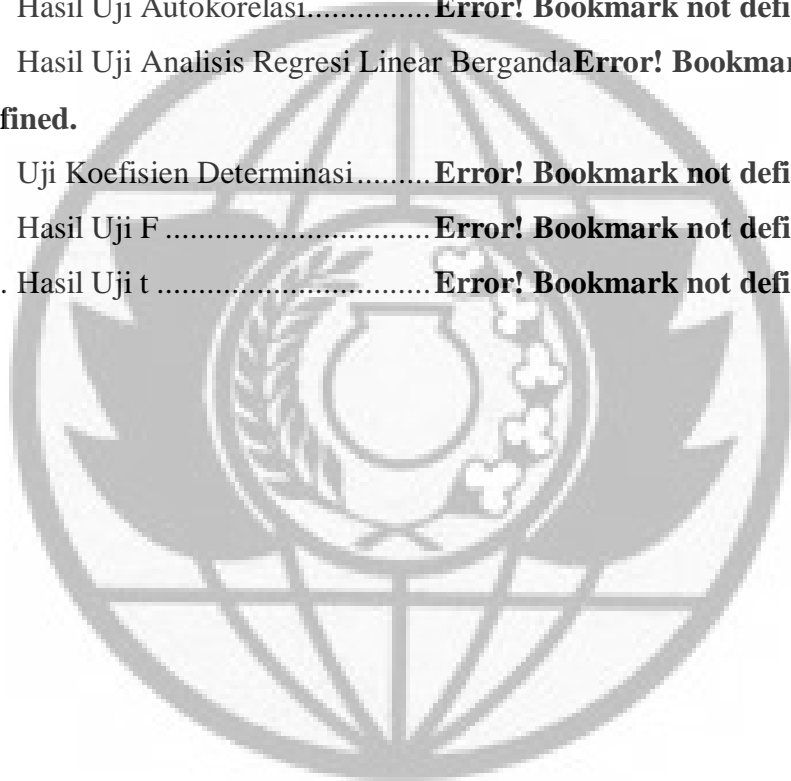 Hasil Uji Autokorelasi...............Error! Bookmark not defi
Hasil Uji Analisis Regresi Linear BergandaError! Bookmar
fined.
Uji Koefisien Determinasi.........Error! Bookmark not defi
Hasil Uji F..............................Error! Bookmark not defi
. Hasil Uji t...............................Error! Bookmark not defi